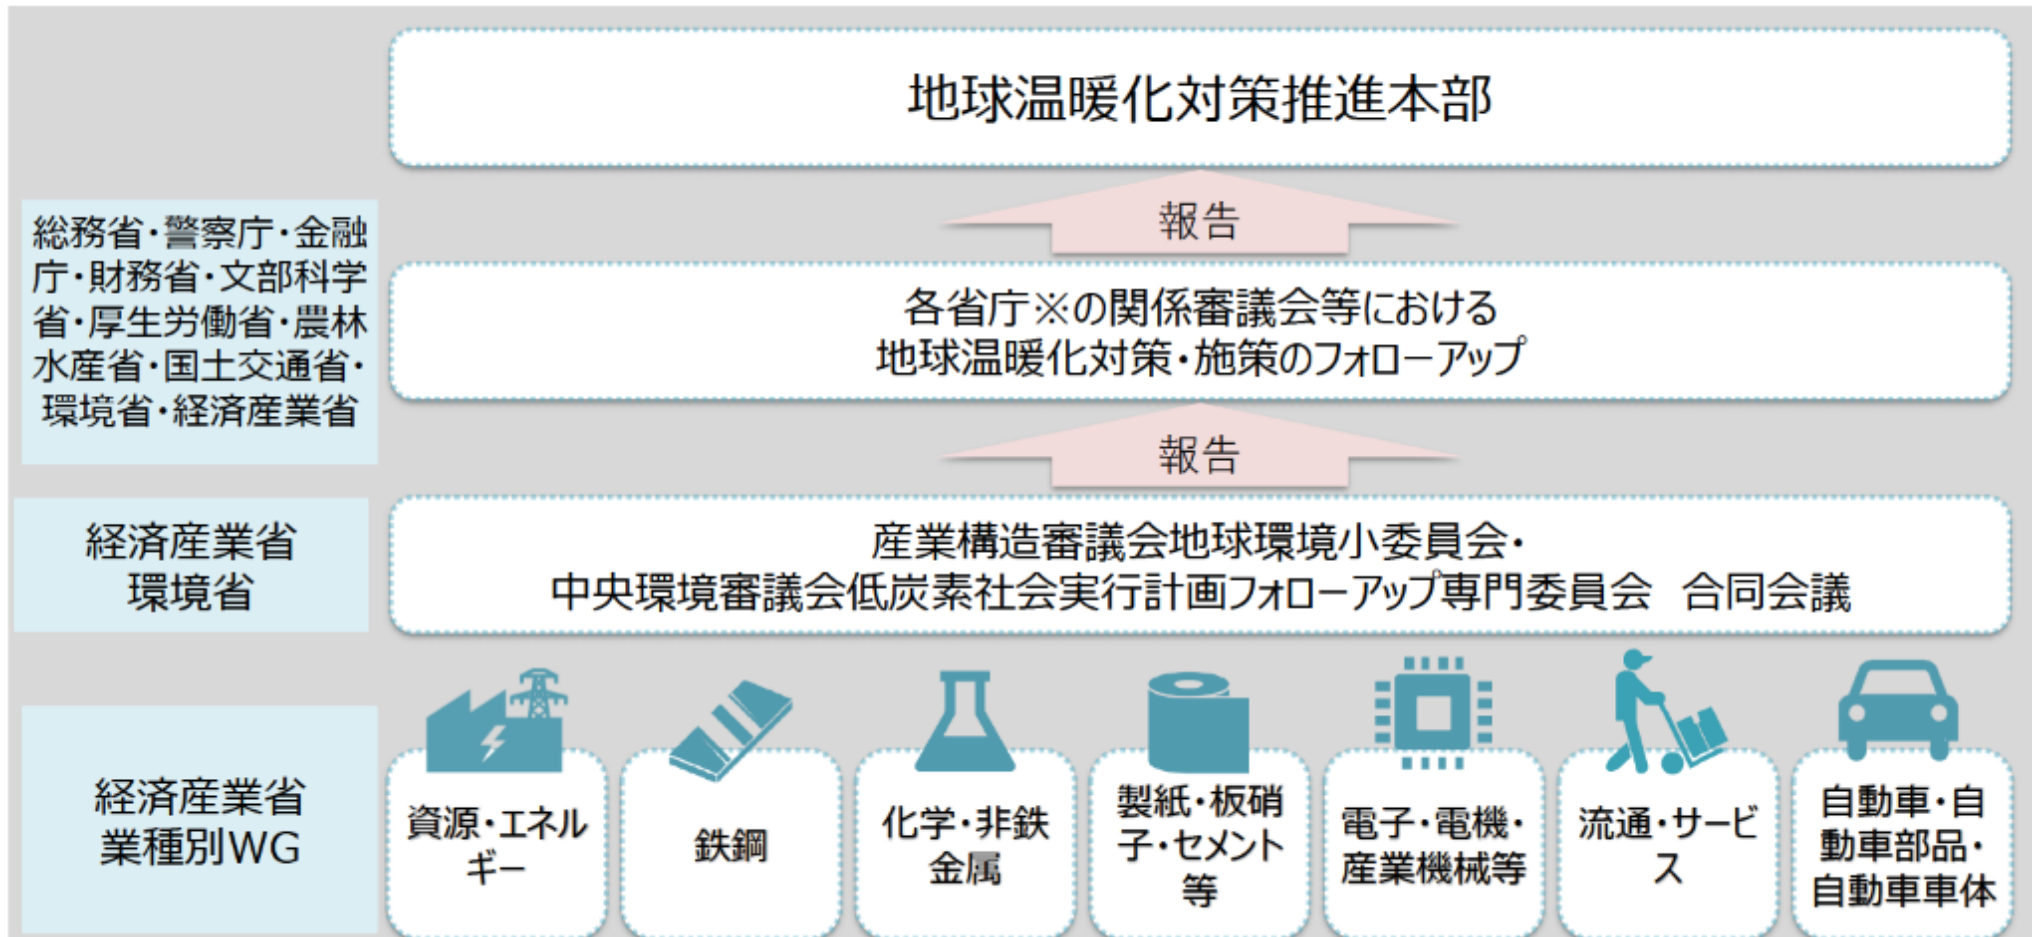 地球温暖化対策推進本部
報告
総務省・警察庁・金融
庁・財務省・文部科学
省・厚生労働省・農林
水産省・国土交通省・
環境省・経済産業省
各省庁※の関係審議会等における
地球温暖化対策・施策のフォローアップ
報告
経済産業省
環境省
産業構造審議会地球環境小委員会・
中央環境審議会低炭素社会実行計画フォローアップ専門委員会　合同会議
経済産業省
業種別WG
資源・エネル
ギー
鉄鋼
化学・非鉄
金属
製紙・板硝
子・セメント
等
電子・電機・
産業機械等
流通・サービ
ス
自動車・自
動車部品・
自動車車体